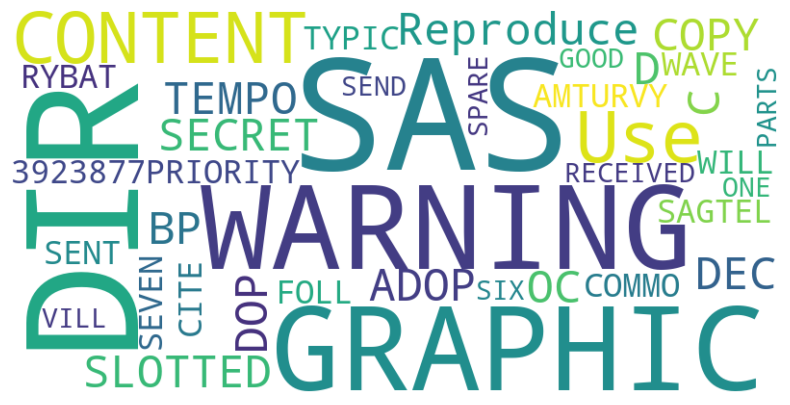 CONTENT TYPIC Reproduce COPY
RYBAT SEND SPARE GOOD D WAVE
DIR TEMPO SAS AMTURVY C PARTS
SECRET Use
3923877 PRIORITY RECEIVED WILL
ONE
WARNING SAGTEL
BP
SENT
SEVEN CITE DOP ADOP SIX OC COMMO DEC
FOLL
VILL GRAPHIC
SLOTTED